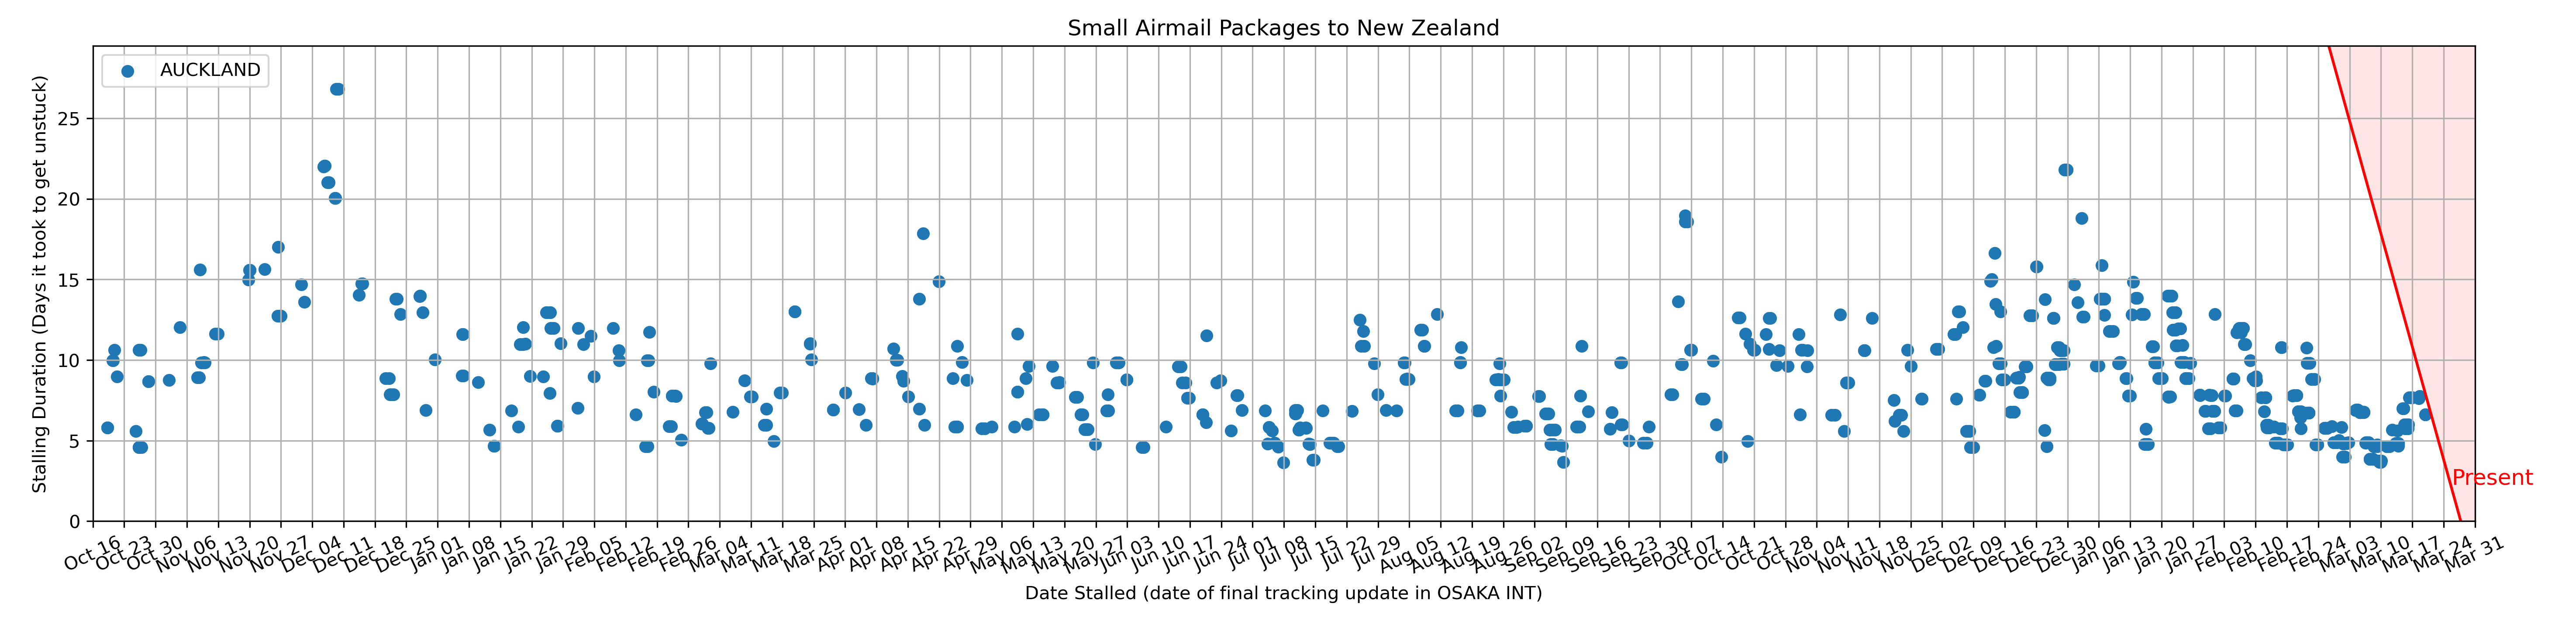 Small Airmail Packages to New Zealand
AUCKLAND
Stalling Duration (Days it took to get unstuck)
25
20
15
10
5
0
Present
Oct 16 Oct 23 Oct 30 Nov 06 Nov 13 Nov 20 Nov 27 Dec 04 Dec 11 Dec 18 Dec 25 Jan 01 Jan 08 Jan 15 Jan 22 Jan 29 Feb 05 Feb 12 Feb 19 Feb 26 Mar 04 Mar 11 Mar 18 Mar 25 Apr 01 Apr 08 Apr 15 Apr 22 Apr 29 May 06 May 13 May 20 May 27 Jun 03 Jun 10 Jun 17 Jun 24 Jul 01 Jul 08 Jul 15 Jul 22 Jul 29 Aug 05 Aug 12 Aug 19 Aug 26 Sep 02 Sep 09 Sep 16 Sep 23 Sep 30 Oct 07 Oct 14 Oct 21 Oct 28 Nov 04 Nov 11 Nov 18 Nov 25 Dec 02 Dec 09 Dec 16 Dec 23 Dec 30 Jan 06 Jan 13 Jan 20 Jan 27 Feb 03 Feb 10 Feb 17 Feb 24 Mar 03 Mar 10 Mar 17 Mar 24 Mar 31
Date Stalled (date of final tracking update in OSAKA INT)